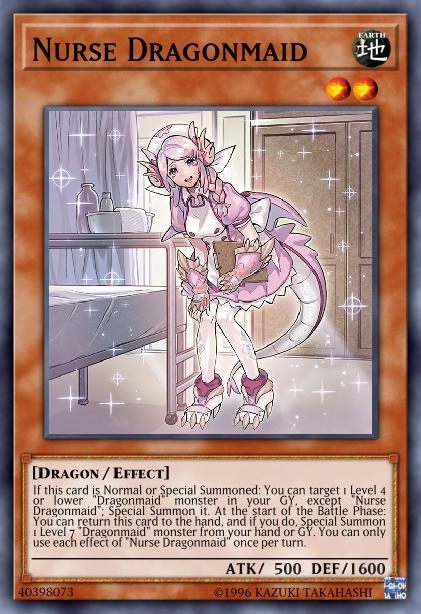 NURSE DRAGONMAID
EARTH
地
[DRAGON / EFFECT]
If this card is Normal or Special Summoned: You can target 1 Level 4
or lower "Dragonmaid" monster in your GY, except "Nurse
Dragonmaid"; Special Summon it. At the start of the Battle Phase:
You can return this card to the hand, and if you do, Special Summon
1 Level 7 "Dragonmaid" monster from your hand or GY. You can only
use each effect of "Nurse Dragonmaid" once per turn.
ATK/ 500 DEF/1600
40398073
©1996 KAZUKI TAKAHASHI